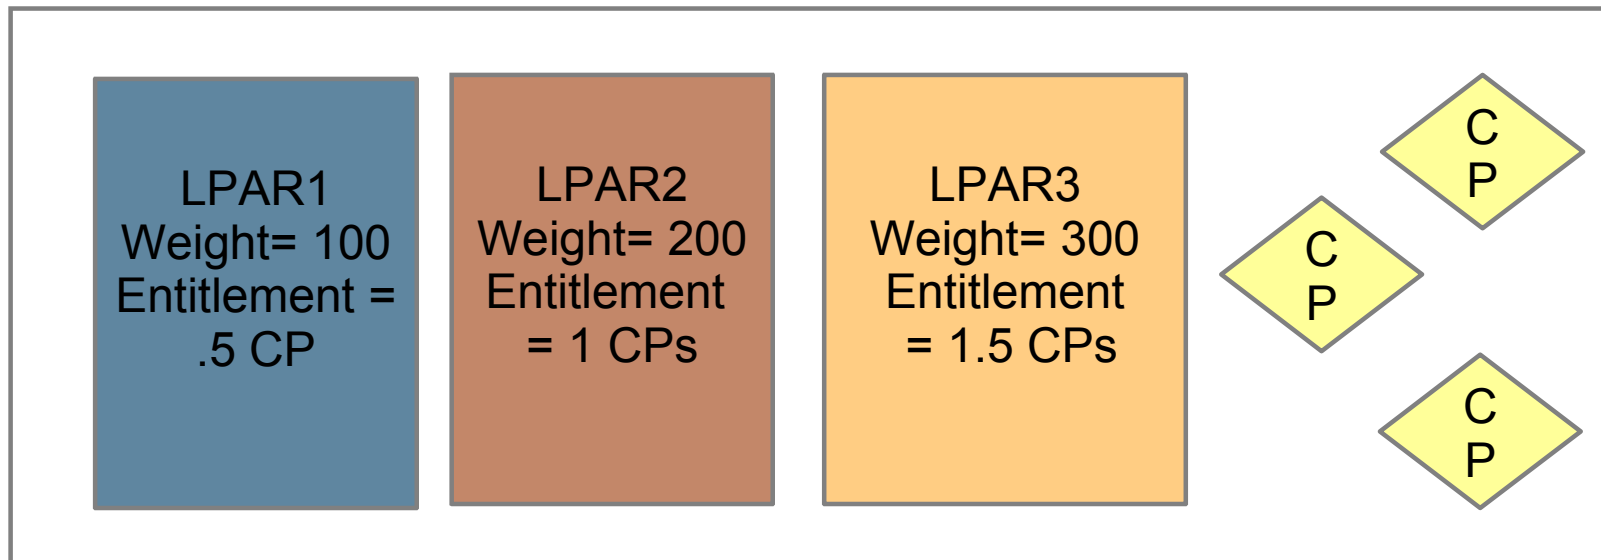 LPAR1
Weight= 100
Entitlement =
.5 CP
LPAR2
Weight= 200
Entitlement
= 1 CPs
LPAR3
Weight= 300
Entitlement
= 1.5 CPs
C
P
C
P
C
P